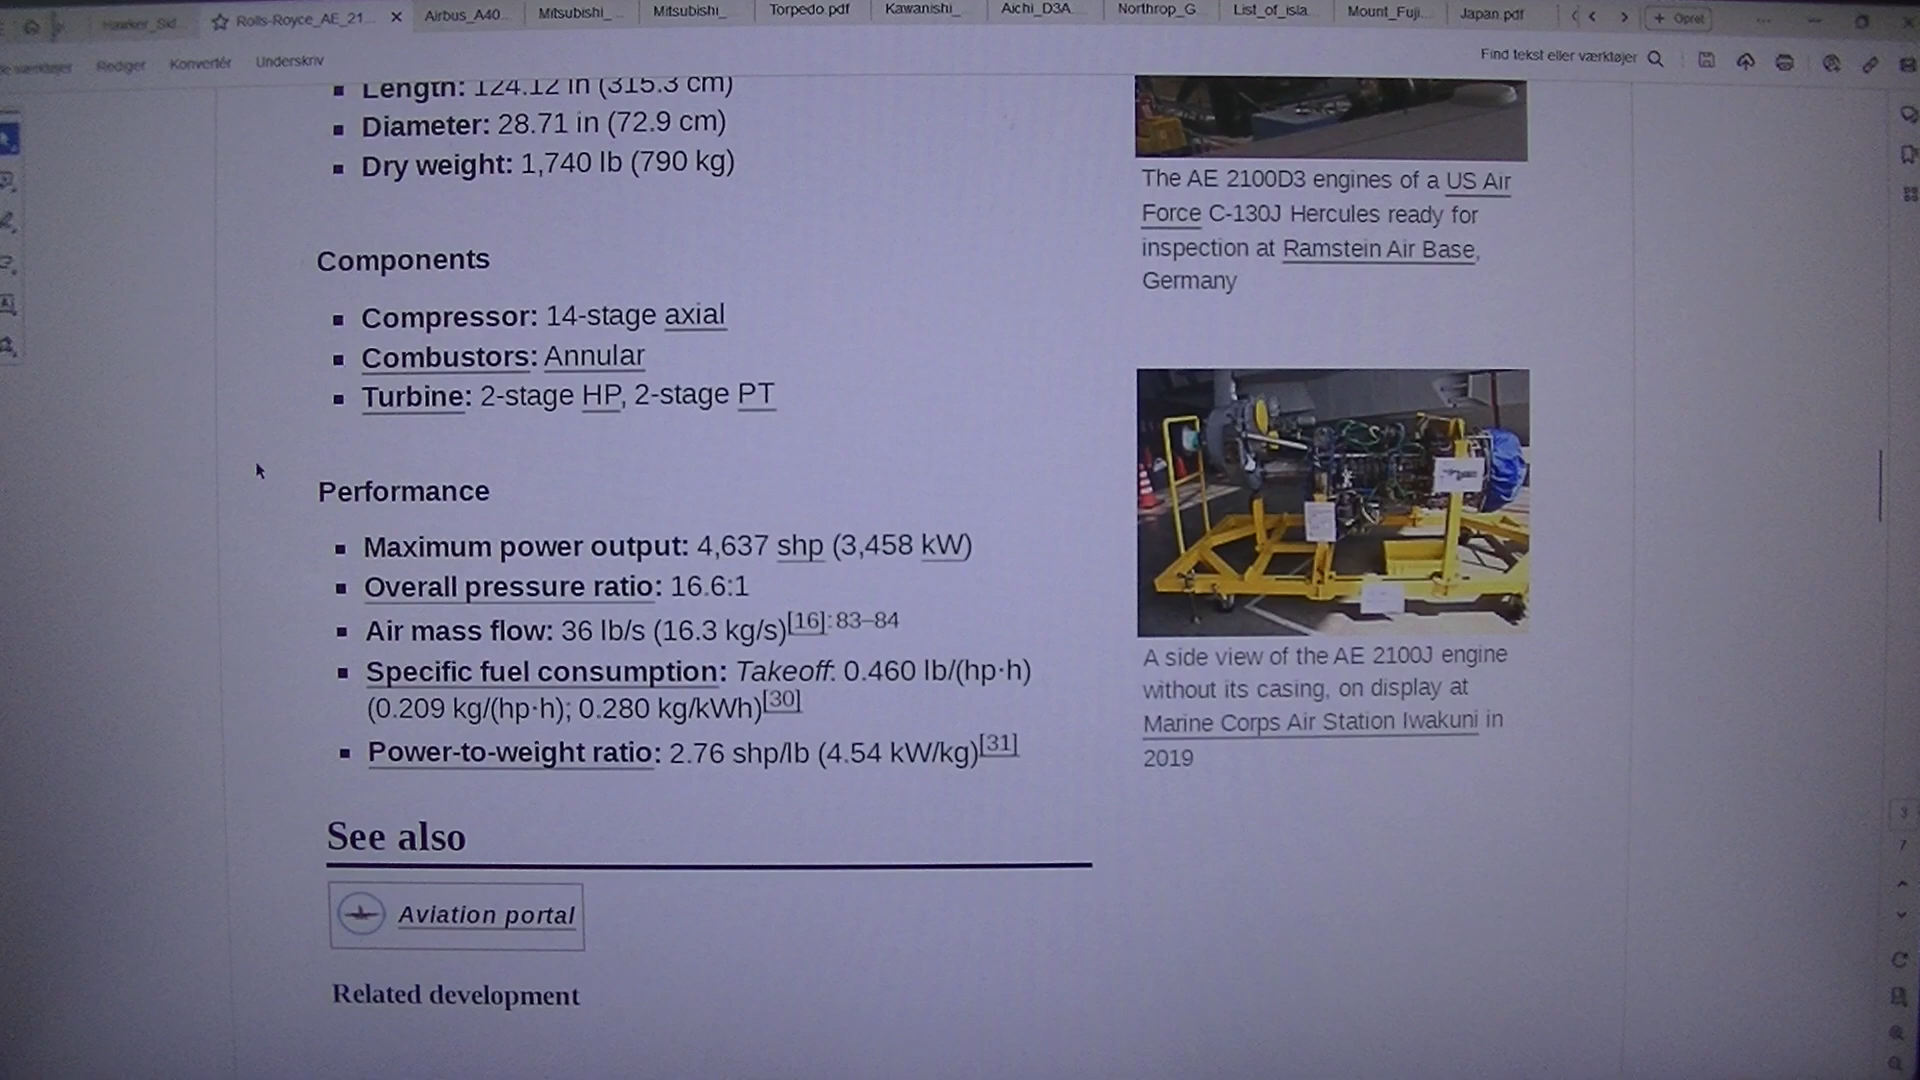 Rolls-Royce_AE_21...
Airbus_A40...
Mitsubishi_...
Mitsubishi_
Torpedo.pdf
Kawanishi_
Aichi_D3A
Northrop_G...
List_of_isla...
Mount_Fuji...
Japan.pdf
+ Opret
Rediger
Konvertér
Underskriv
Find tekst eller værktøjer
Length: 124.12 in (315.3 cm)
Diameter: 28.71 in (72.9 cm)
Dry weight: 1,740 lb (790 kg)
Components
Compressor: 14-stage axial
Combustors: Annular
Turbine: 2-stage HP, 2-stage PT
Performance
Maximum power output: 4,637 shp (3,458 kW)
Overall pressure ratio: 16.6:1
Air mass flow: 36 lb/s (16.3 kg/s)[16]:83–84
Specific fuel consumption: Takeoff: 0.460 lb/(hp·h)
(0.209 kg/(hp·h); 0.280 kg/kWh)[30]
Power-to-weight ratio: 2.76 shp/lb (4.54 kW/kg)[31]
See also
Aviation portal
Related development
The AE 2100D3 engines of a US Air
Force C-130J Hercules ready for
inspection at Ramstein Air Base,
Germany
A side view of the AE 2100J engine
without its casing, on display at
Marine Corps Air Station Iwakuni in
2019
3
7